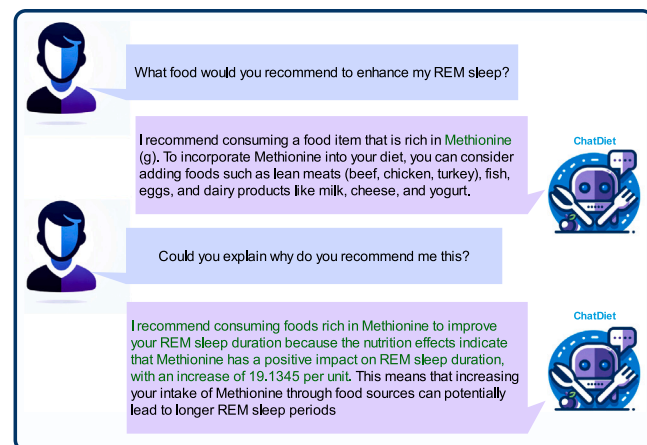 What food would you recommend to enhance my REM sleep?
I recommend consuming a food item that is rich in Methionine
(g). To incorporate Methionine into your diet, you can consider
adding foods such as lean meats (beef, chicken, turkey), fish,
eggs, and dairy products like milk, cheese, and yogurt.
ChatDiet
Could you explain why do you recommend me this?
I recommend consuming foods rich in Methionine to improve
your REM sleep duration because the nutrition effects indicate
that Methionine has a positive impact on REM sleep duration,
with an increase of 19.1345 per unit. This means that increasing
your intake of Methionine through food sources can potentially
lead to longer REM sleep periods
ChatDiet